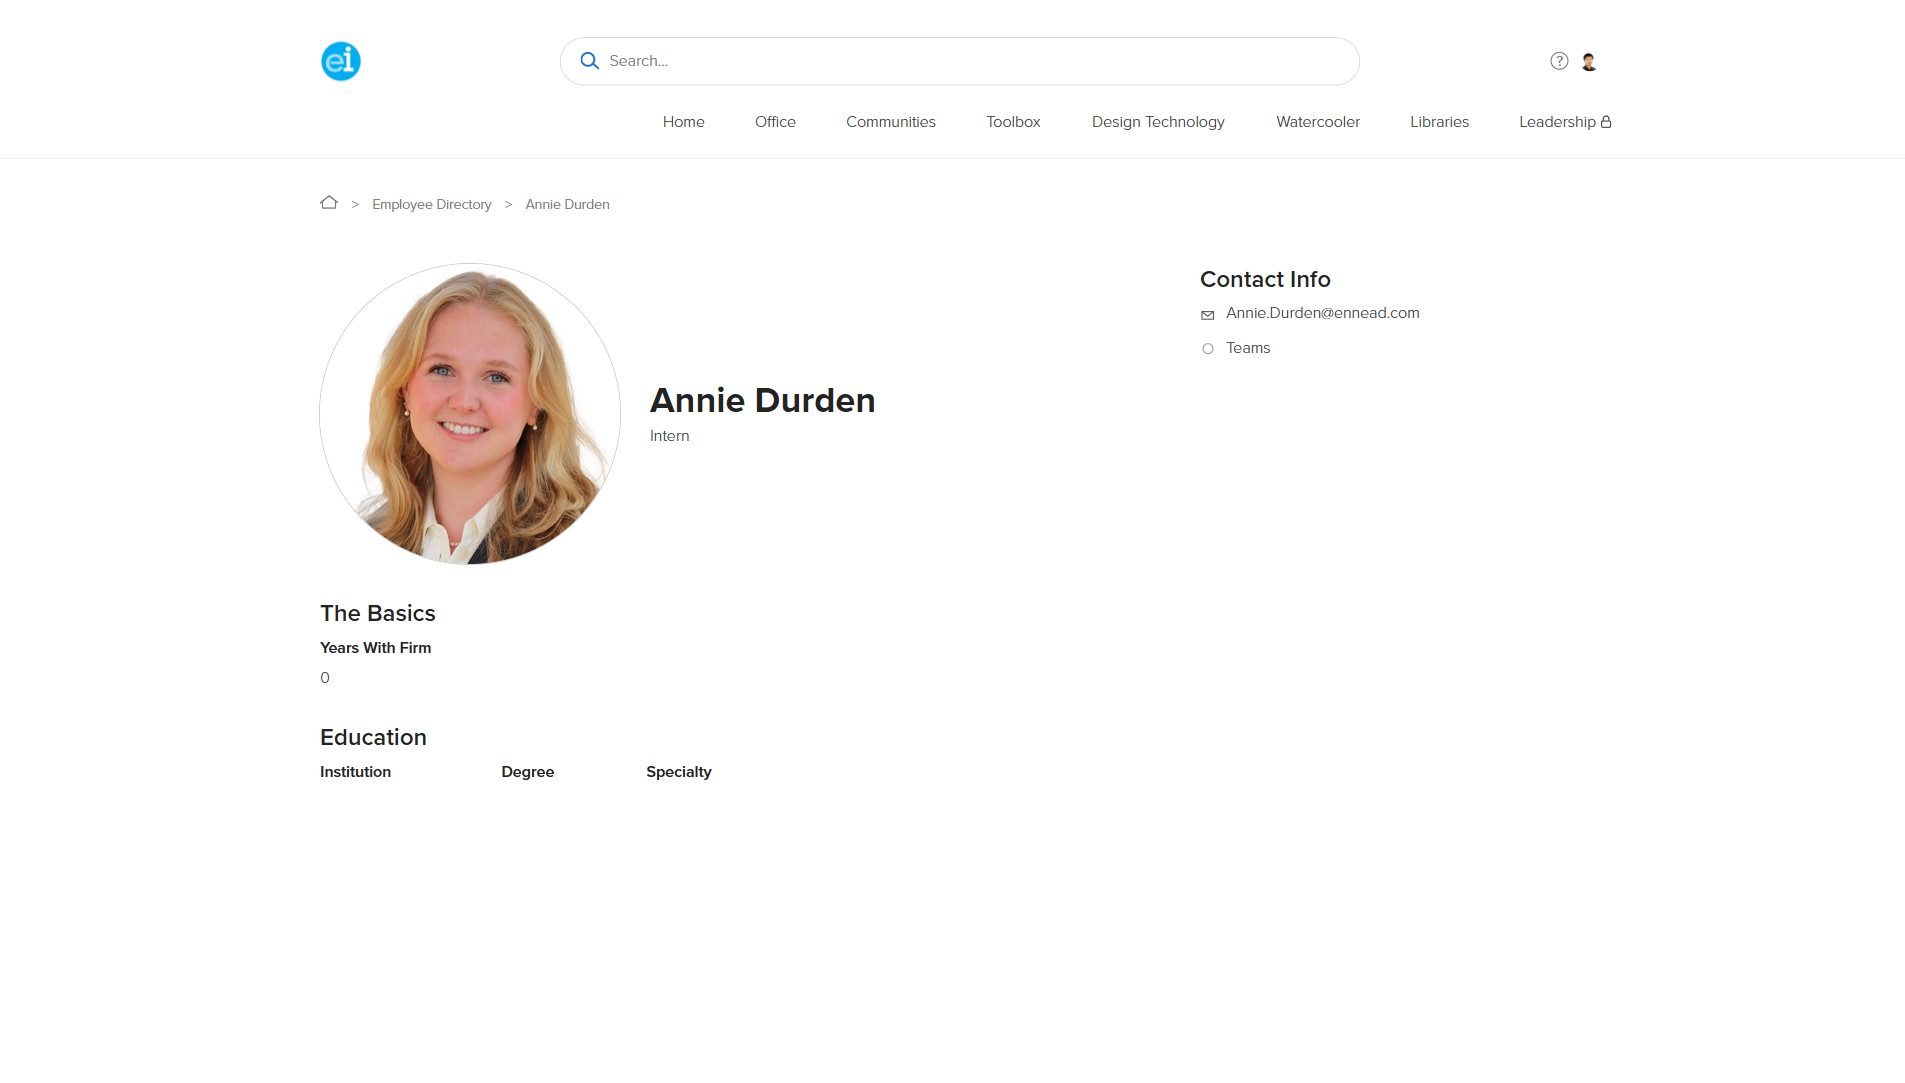 ei
Search...
?
Home Office Communities Toolbox Design Technology Watercooler Libraries Leadership
> Employee Directory > Annie Durden
Annie Durden
Intern
Contact Info
Annie.Durden@ennead.com
Teams
The Basics
Years With Firm
0
Education
Institution Degree Specialty